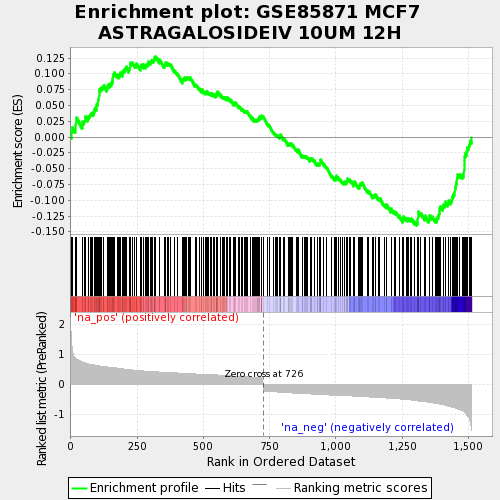 Enrichment plot: GSE85871 MCF7
ASTRAGALOSIDEIV 10UM 12H
Enrichment score (ES)
0.125
0.100
0.075
0.050
0.025
0.000
-0.025
-0.050
-0.075
-0.100
-0.125
-0.150
'na_pos' (positively correlated)
Ranked list metric (PreRanked)
2
1
0
-1
Zero cross at 726
'na_neg' (negatively correlated)
0
250
500
750
1,000
1,250
1,500
Rank in Ordered Dataset
Enrichment profile
Hits
Ranking metric scores